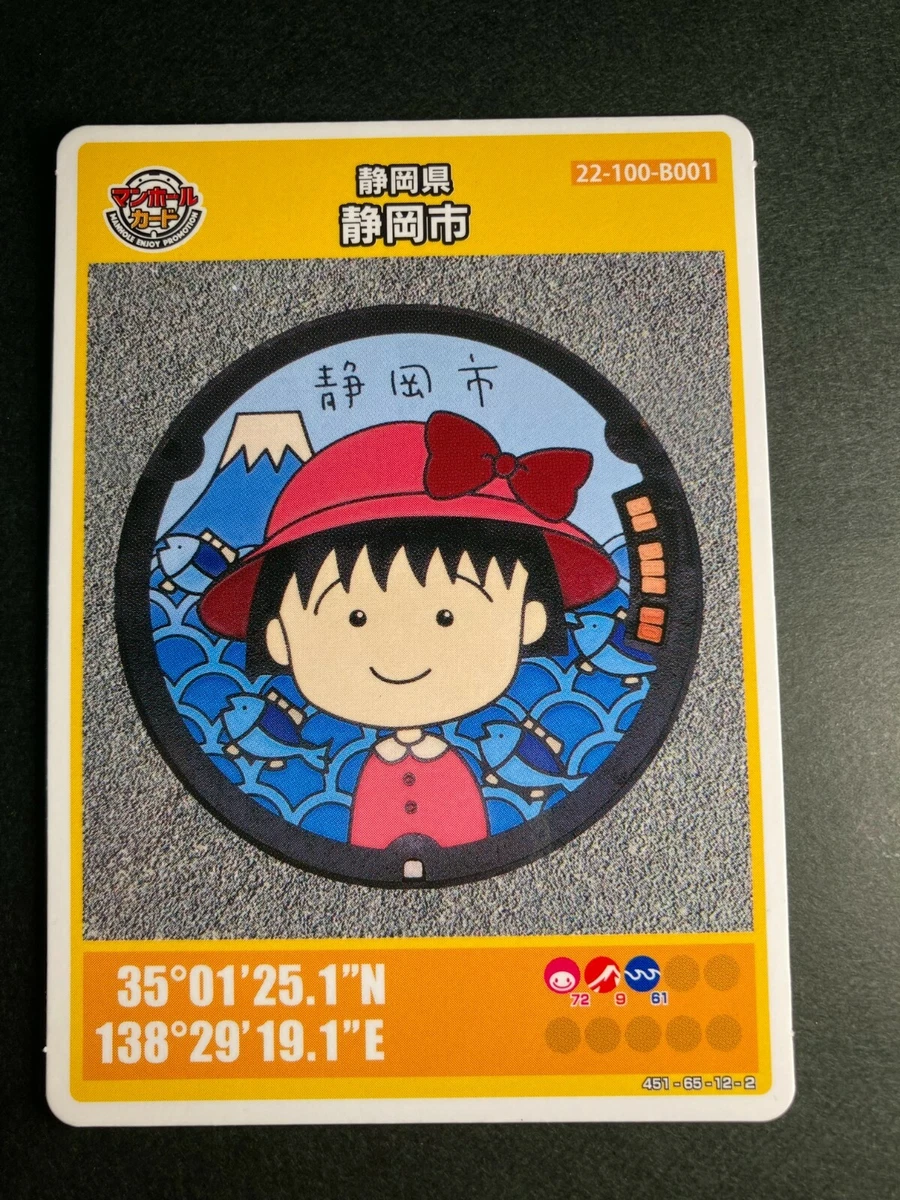 マンホール
カード
MANHOLE ENJOY PROMOTION
静岡県
静岡市
22-100-B001
静岡市
35°01’25.1”N
138°29’19.1”E
72 9 61
451-65-12-2